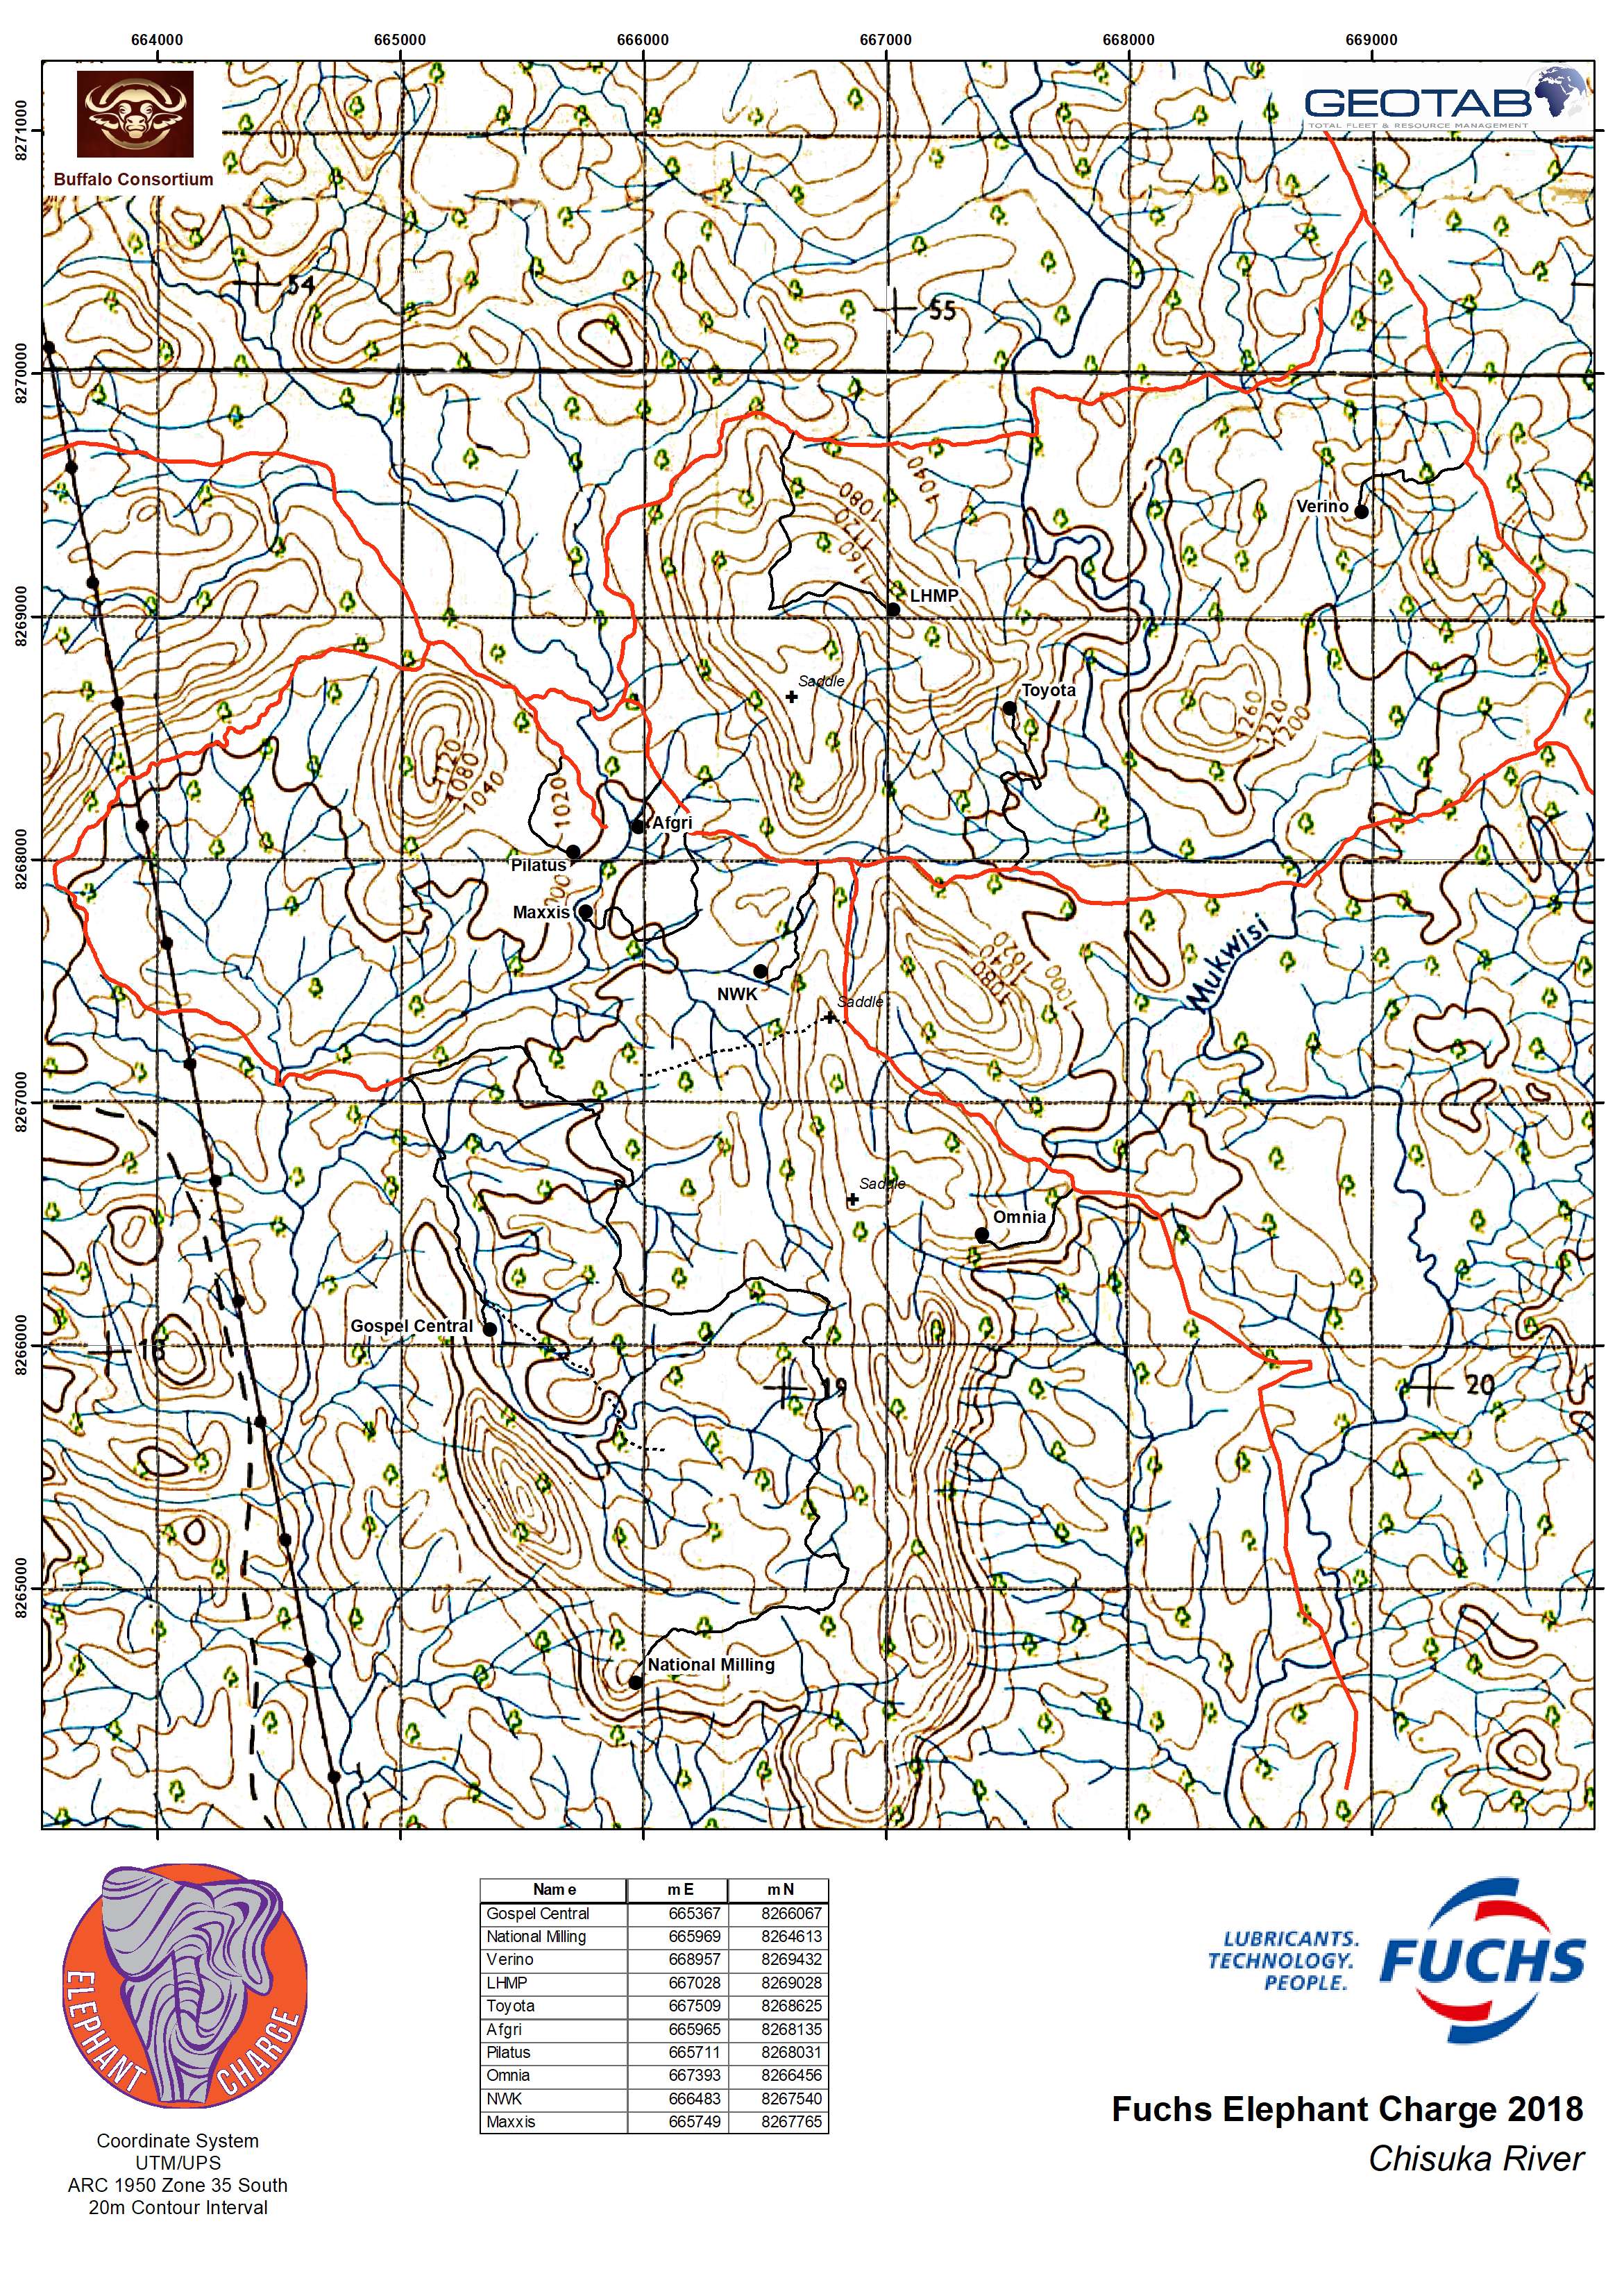 664000 665000 666000 667000 668000 669000
8271000
8270000
8269000
8268000
8267000
8266000
8265000
Buffalo Consortium
GEOTAB
TOTAL FLEET & RESOURCE MANAGEMENT
54
55
1040
1080
1120
1160
Verino
LHMP
Saddle
Toyota
1260
1220
1200
1120
1080
1040
1020
Afgri
Pilatus
Maxxis
NWK
1020
1040
1080
1000
Mukwisi
Saddle
Saddle
Omnia
Gospel Central
18
19
20
National Milling
ELEPHANT CHARGE
Coordinate System
UTM/UPS
ARC 1950 Zone 35 South
20m Contour Interval
Name mE mN
Gospel Central 665367 8266067
National Milling 665969 8264613
Verino 668957 8269432
LHMP 667028 8269028
Toyota 667509 8268625
Afgri 665965 8268135
Pilatus 665711 8268031
Omnia 667393 8266456
NWK 666483 8267540
Maxxis 665749 8267765
LUBRICANTS.
TECHNOLOGY.
PEOPLE.
FUCHS
Fuchs Elephant Charge 2018
Chisuka River